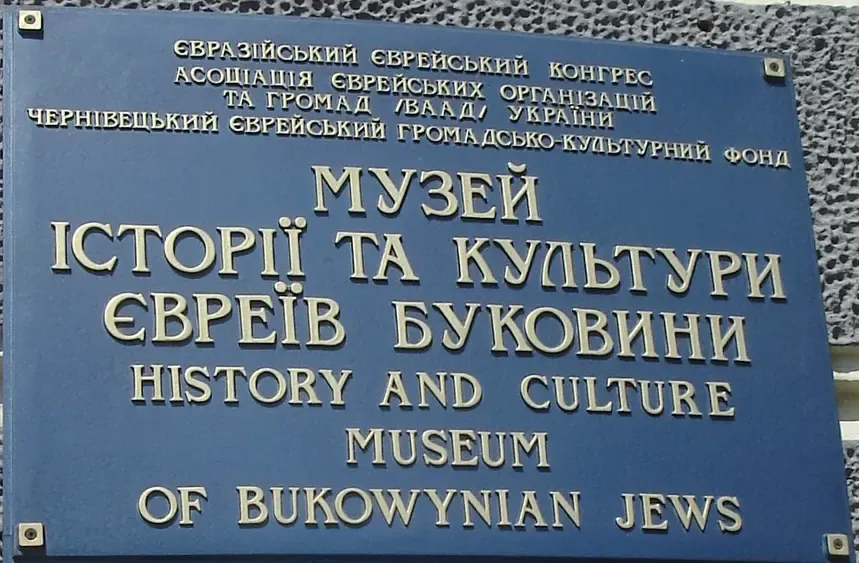 ЄВРАЗІЙСЬКИЙ ЄВРЕЙСЬКИЙ КОНГРЕС
АСОЦІАЦІЯ ЄВРЕЙСЬКИХ ОРГАНІЗАЦІЙ
ТА ГРОМАД /ВААД/ УКРАЇНИ
ЧЕРНІВЕЦЬКИЙ ЄВРЕЙСЬКИЙ ГРОМАДСЬКО-КУЛЬТУРНИЙ ФОНД
МУЗЕЙ
ІСТОРІЇ ТА КУЛЬТУРИ
ЄВРЕЇВ БУКОВИНИ
HISTORY AND CULTURE
MUSEUM
OF BUKOWYNIAN JEWS